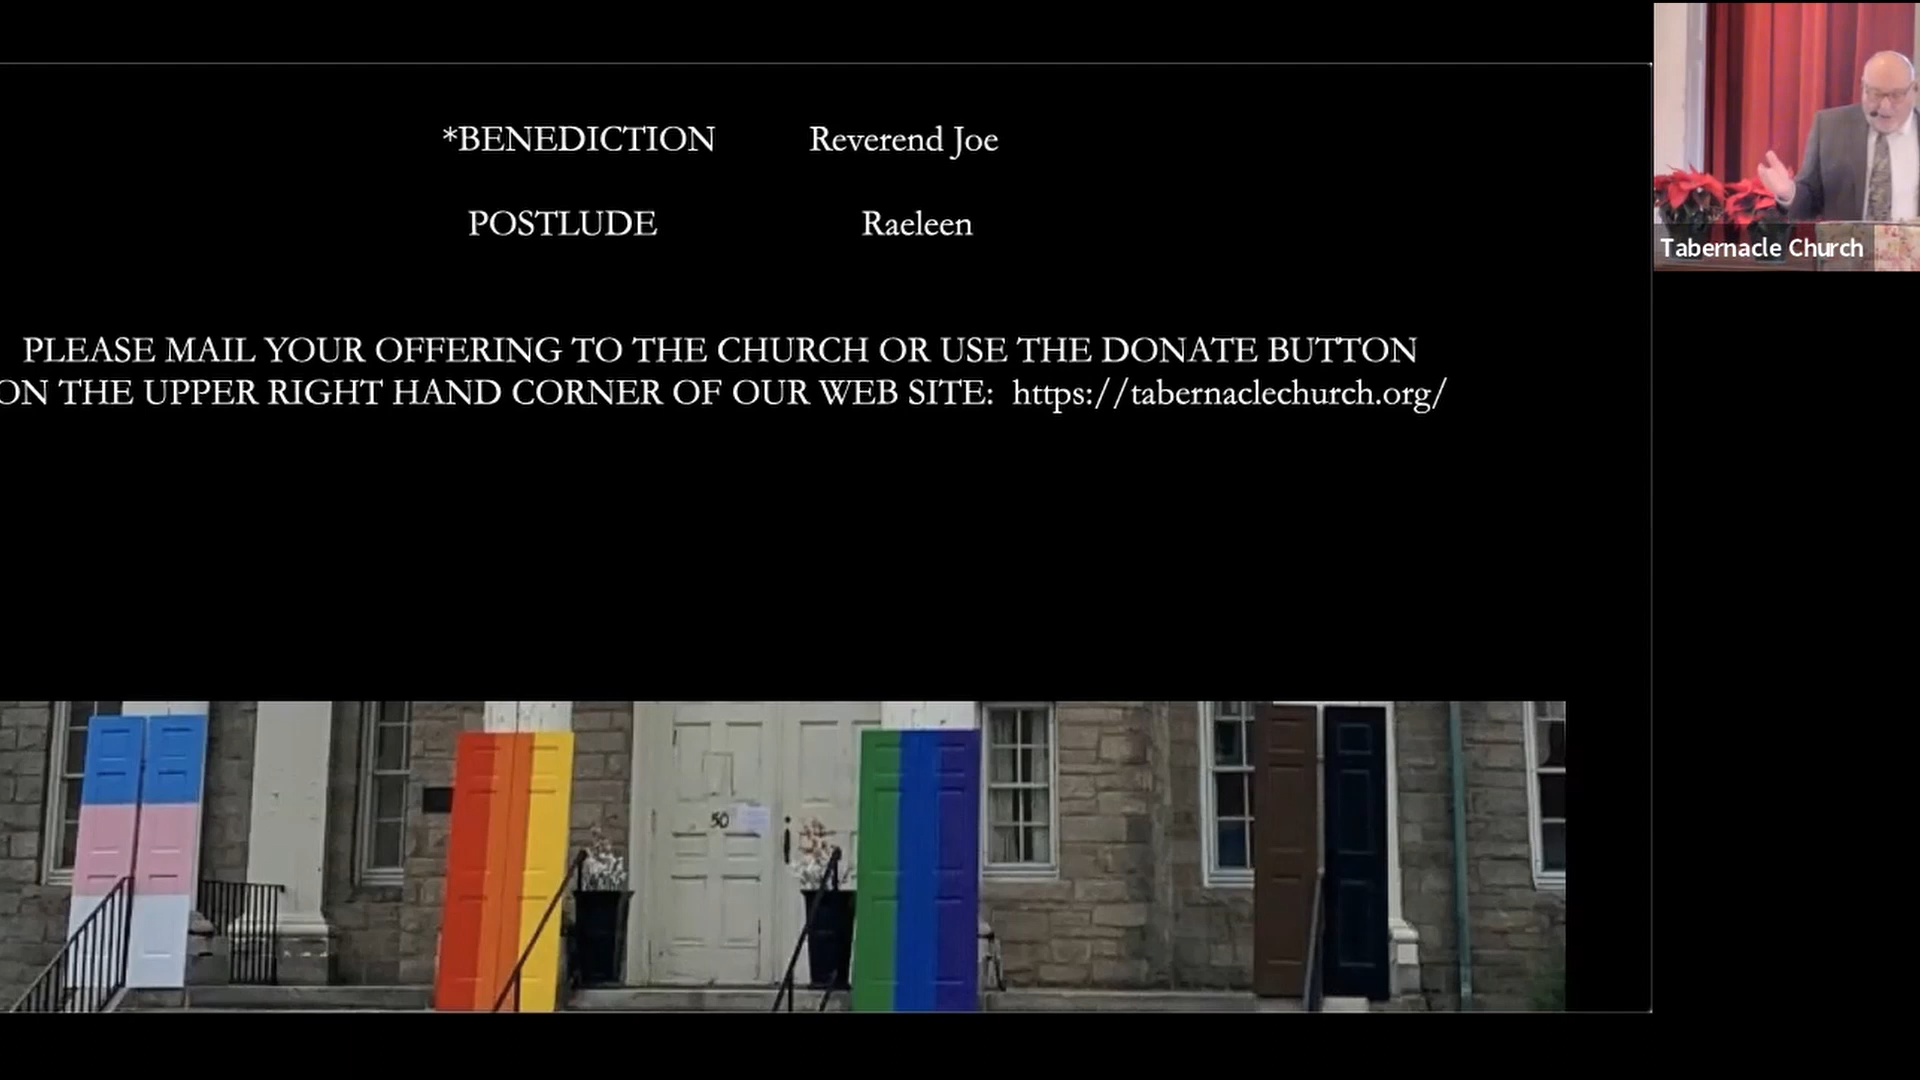 *BENEDICTION Reverend Joe
POSTLUDE Raeleen
PLEASE MAIL YOUR OFFERING TO THE CHURCH OR USE THE DONATE BUTTON
ON THE UPPER RIGHT HAND CORNER OF OUR WEB SITE: https://tabernaclechurch.org/
Tabernacle Church
50